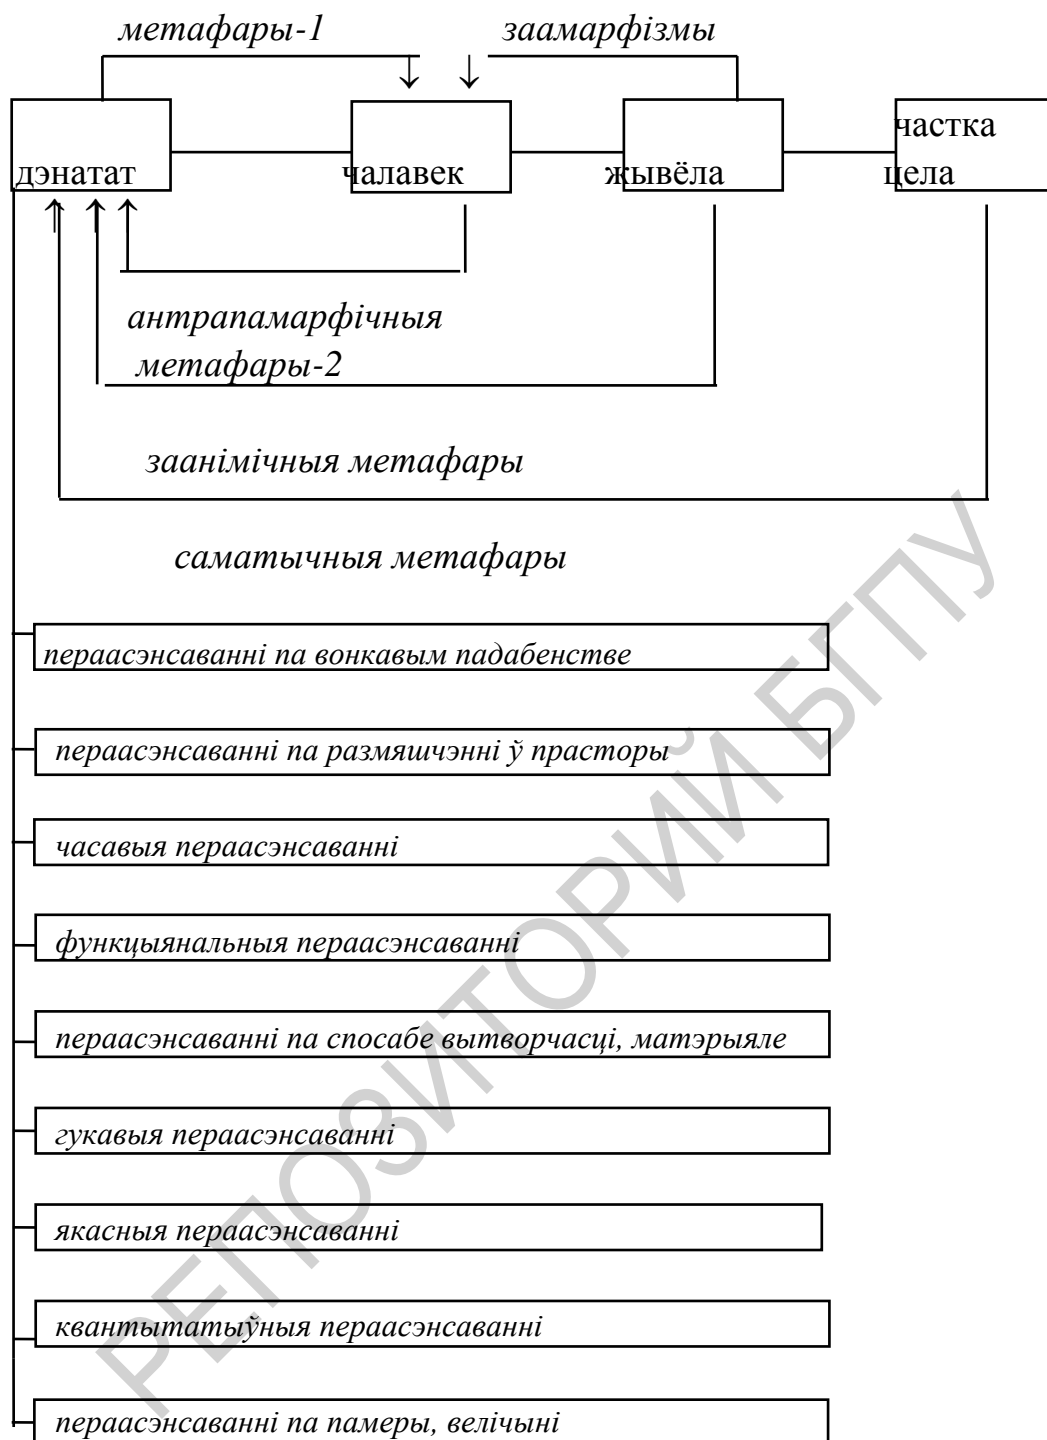 метафары-1 заамарфізмы
частка
дэнатат чалавек жывёла цела
антрапамарфічныя
метафары-2
заанімічныя метафары
саматычныя метафары
пераасэнсаванні па вонкавым падабенстве
пераасэнсаванні па размяшчэнні ў прасторы
часавыя пераасэнсаванні
функцыянальныя пераасэнсаванні
пераасэнсаванні па спосабе вытворчасці, матэрыяле
гукавыя пераасэнсаванні
якасныя пераасэнсаванні
квантытатыўныя пераасэнсаванні
пераасэнсаванні па памеры, велічыні
РЕПОЗИТОРИЙ БГПУ